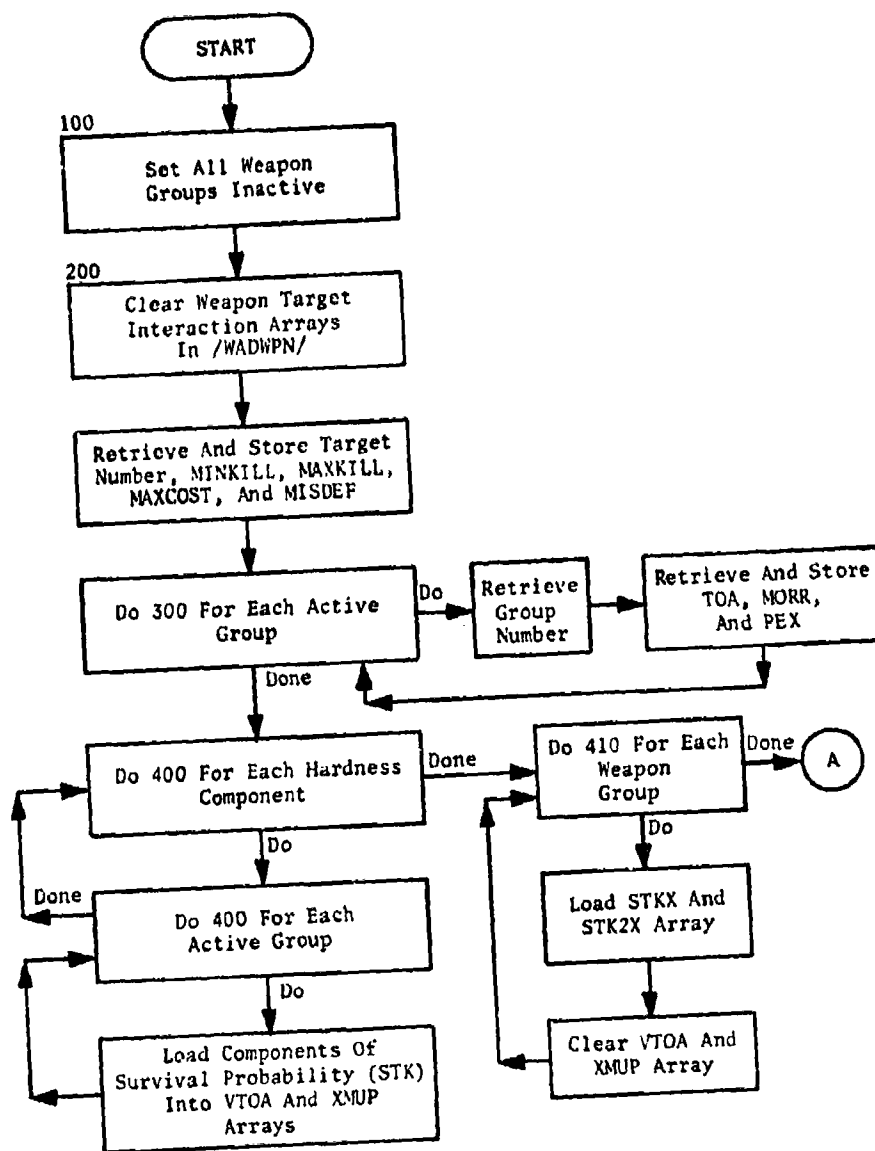 START
100
Set All Weapon
Groups Inactive
200
Clear Weapon Target
Interaction Arrays
In /WADWPN/
Retrieve And Store Target
Number, MINKILL, MAXKILL,
MAXCOST, And MISDEF
Do 300 For Each Active
Group
Do
Retrieve
Group
Number
Retrieve And Store
TOA, MORR,
And PEX
Done
Do 400 For Each Hardness
Component
Done
Do 410 For Each
Weapon
Group
Done
A
Do
Do
Done
Do 400 For Each
Active Group
Load STKX And
STK2X Array
Do
Load Components Of
Survival Probability (STK)
Into VTOA And XMUP
Arrays
Clear VTOA And
XMUP Array